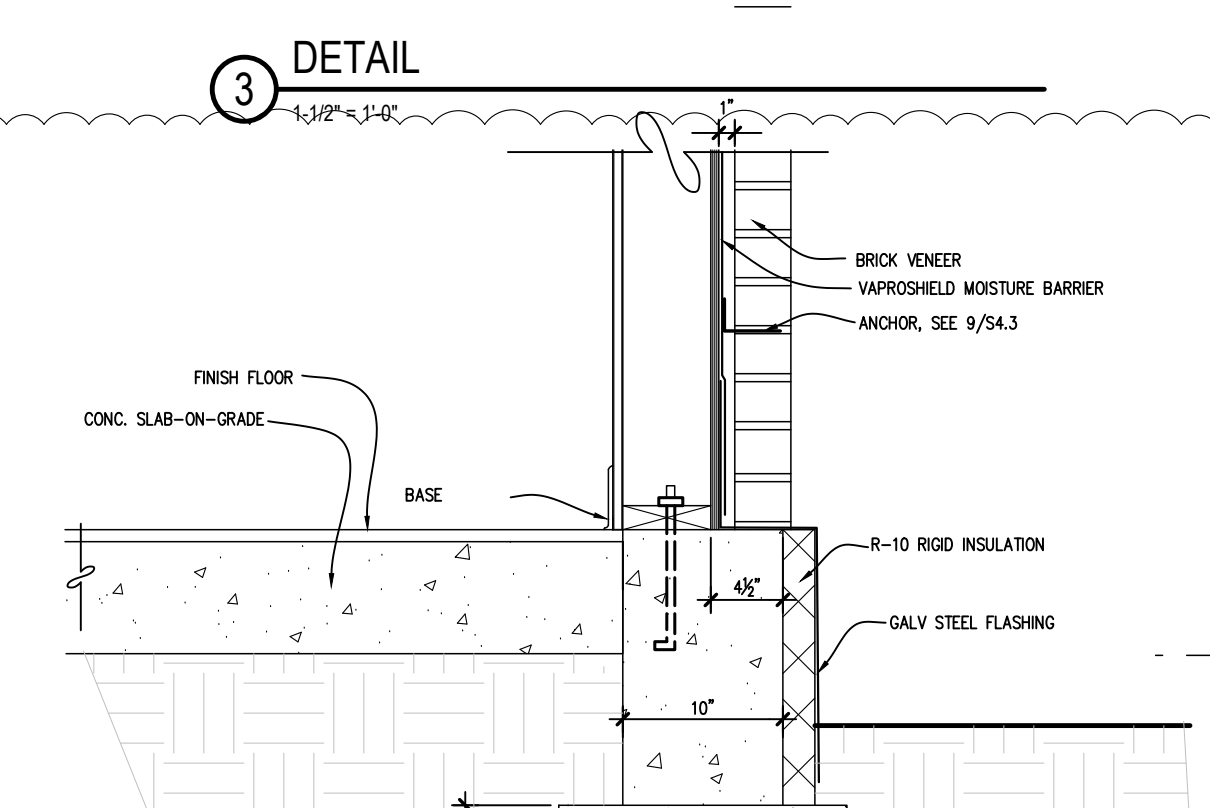 3
DETAIL
1-1/2" = 1'-0"
1"
BRICK VENEER
VAPROSHIELD MOISTURE BARRIER
ANCHOR, SEE 9/S4.3
FINISH FLOOR
CONC. SLAB-ON-GRADE
BASE
R-10 RIGID INSULATION
4½"
GALV STEEL FLASHING
10"